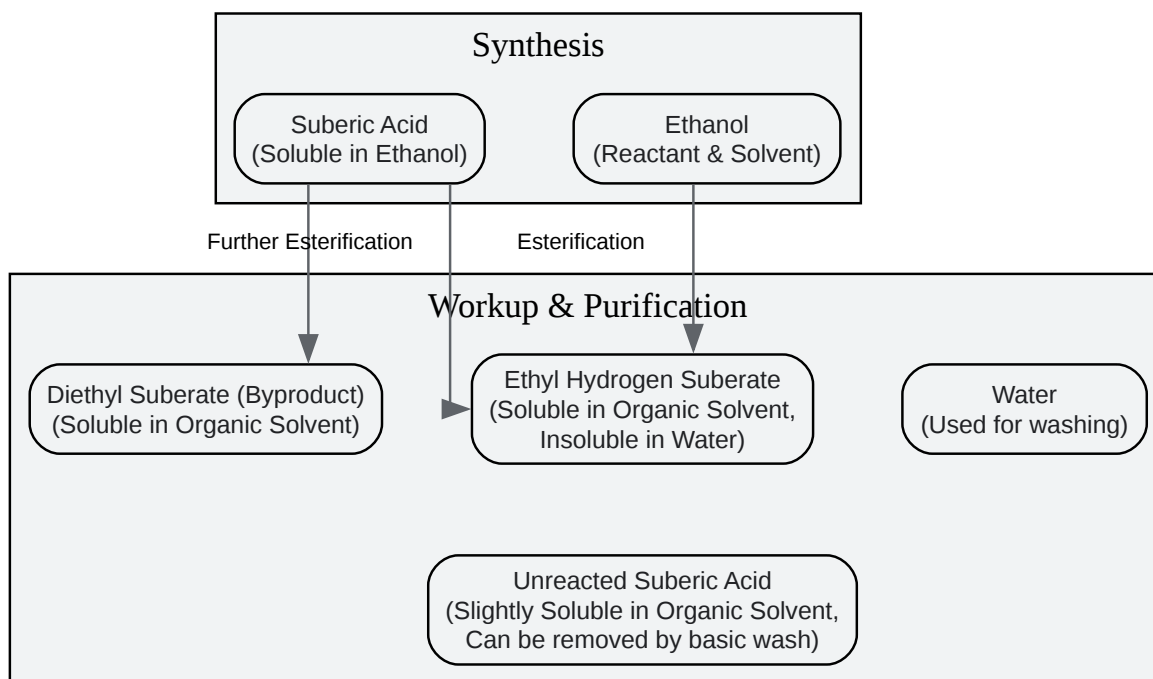 Synthesis
Suberic Acid
(Soluble in Ethanol)
Ethanol
(Reactant & Solvent)
Further Esterification
Esterification
Workup & Purification
Diethyl Suberate (Byproduct)
(Soluble in Organic Solvent)
Ethyl Hydrogen Suberate
(Soluble in Organic Solvent,
Insoluble in Water)
Water
(Used for washing)
Unreacted Suberic Acid
(Slightly Soluble in Organic Solvent,
Can be removed by basic wash)